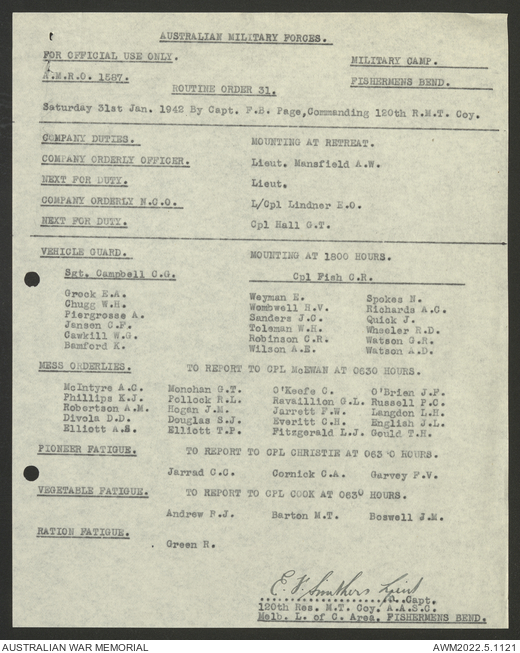 AUSTRALIAN MILITARY FORCES.
FOR OFFICIAL USE ONLY. MILITARY CAMP.
N.M.R.O. 1587. FISHERMENS BEND.
ROUTINE ORDER 31.
Saturday 31st Jan. 1942 By Capt. F.B. Page,Commanding 120th R.M.T. Coy.
COMPANY DUTIES. MOUNTING AT RETREAT.
COMPANY ORDERLY OFFICER. Lieut. Mansfield A.W.
NEXT FOR DUTY. Lieut.
COMPANY ORDERLY N.C.O. L/Cpl Lindner E.O.
NEXT FOR DUTY. Cpl Hall G.T.
VEHICLE GUARD. MOUNTING AT 1800 HOURS.
Sgt. Campbell C.G. Cpl Fish C.R.
Grock E.A. Weyman E. Spokes N.
Chugg W.H. Wombwell H.V. Richards A.C.
Piergrosse A. Sanders J.C. Quick J.
Jansen C.F. Toleman W.H. Wheeler R.D.
Cawkill W.G. Robinson C.R. Watson G.R.
Bamford K. Wilson A.E. Watson A.D.
MESS ORDERLIES. TO REPORT TO CPL McEWAN AT 0630 HOURS.
McIntyre A.C. Monohan G.T. O'Keefe C. O'Brien J.F.
Phillips K.J. Pollock R.L. Ravaillion G.L. Russell P.C.
Robertson A.M. Hogan J.M. Jarrett F.W. Langdon L.H.
Divola D.D. Douglas S.J. Everitt C.H. English J.L.
Elliott A.S. Elliott T.P. Fitzgerald L.J. Gould T.H.
PIONEER FATIGUE. TO REPORT TO CPL CHRISTIE AT 0630 HOURS.
Jarrad C.C. Cornick C.A. Garvey F.V.
VEGETABLE FATIGUE. TO REPORT TO CPL COOK AT 0630 HOURS.
Andrew R.J. Barton M.T. Boswell J.M.
RATION FATIGUE.
Green R.
Lieut
Capt.
120th Res. M.T. Coy. A.A.S.C.
Melb. L. of C. Area. FISHERMENS BEND.
AUSTRALIAN WAR MEMORIAL AWM2022.5.1121